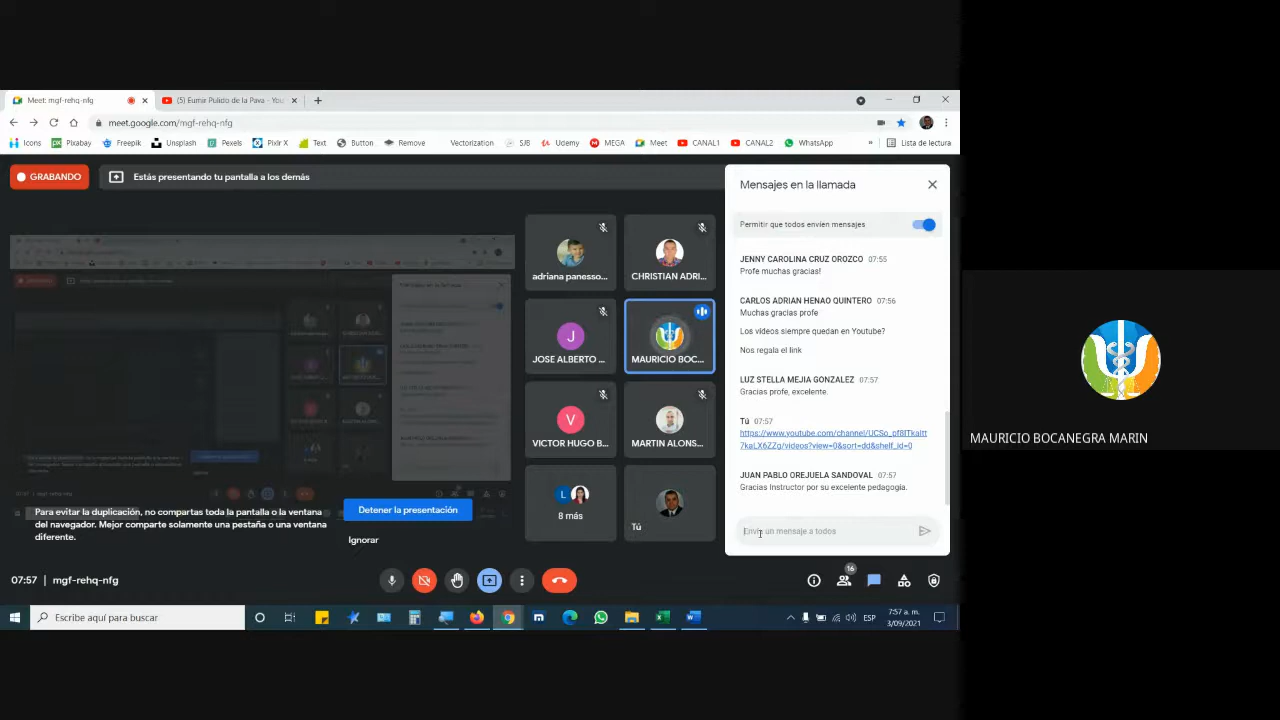 Meet: mgf-rehq-nfg
(5) Eumir Pulido de la Pava - You
meet.google.com/mgf-rehq-nfg
Icons Pixabay Freepik Unsplash Pexels Pixlr X Text Button Remove Vectorization S/B Udemy MEGA Meet CANAL1 CANAL2 WhatsApp » Lista de lectura
GRABANDO
Estás presentando tu pantalla a los demás
Mensajes en la llamada
Permitir que todos envíen mensajes
JENNY CAROLINA CRUZ OROZCO 07:55
Profe muchas gracias!
CARLOS ADRIAN HENAO QUINTERO 07:56
Muchas gracias profe
Los videos siempre quedan en Youtube?
Nos regala el link
LUZ STELLA MEJIA GONZALEZ 07:57
Gracias profe, excelente.
Tú 07:57
JUAN PABLO OREJUELA SANDOVAL 07:57
Gracias Instructor por su excelente pedagogía.
Envía un mensaje a todos
adriana panesso...
CHRISTIAN ADRI...
J
JOSE ALBERTO ...
MAURICIO BOC...
V
VICTOR HUGO B...
MARTIN ALONS...
L
8 más
Tú
Para evitar la duplicación, no compartas toda la pantalla o la ventana
del navegador. Mejor comparte solamente una pestaña o una ventana
diferente.
Detener la presentación
Ignorar
07:57 | mgf-rehq-nfg
16
Escribe aquí para buscar
ESP
7:57 a. m.
3/09/2021
MAURICIO BOCANEGRA MARIN